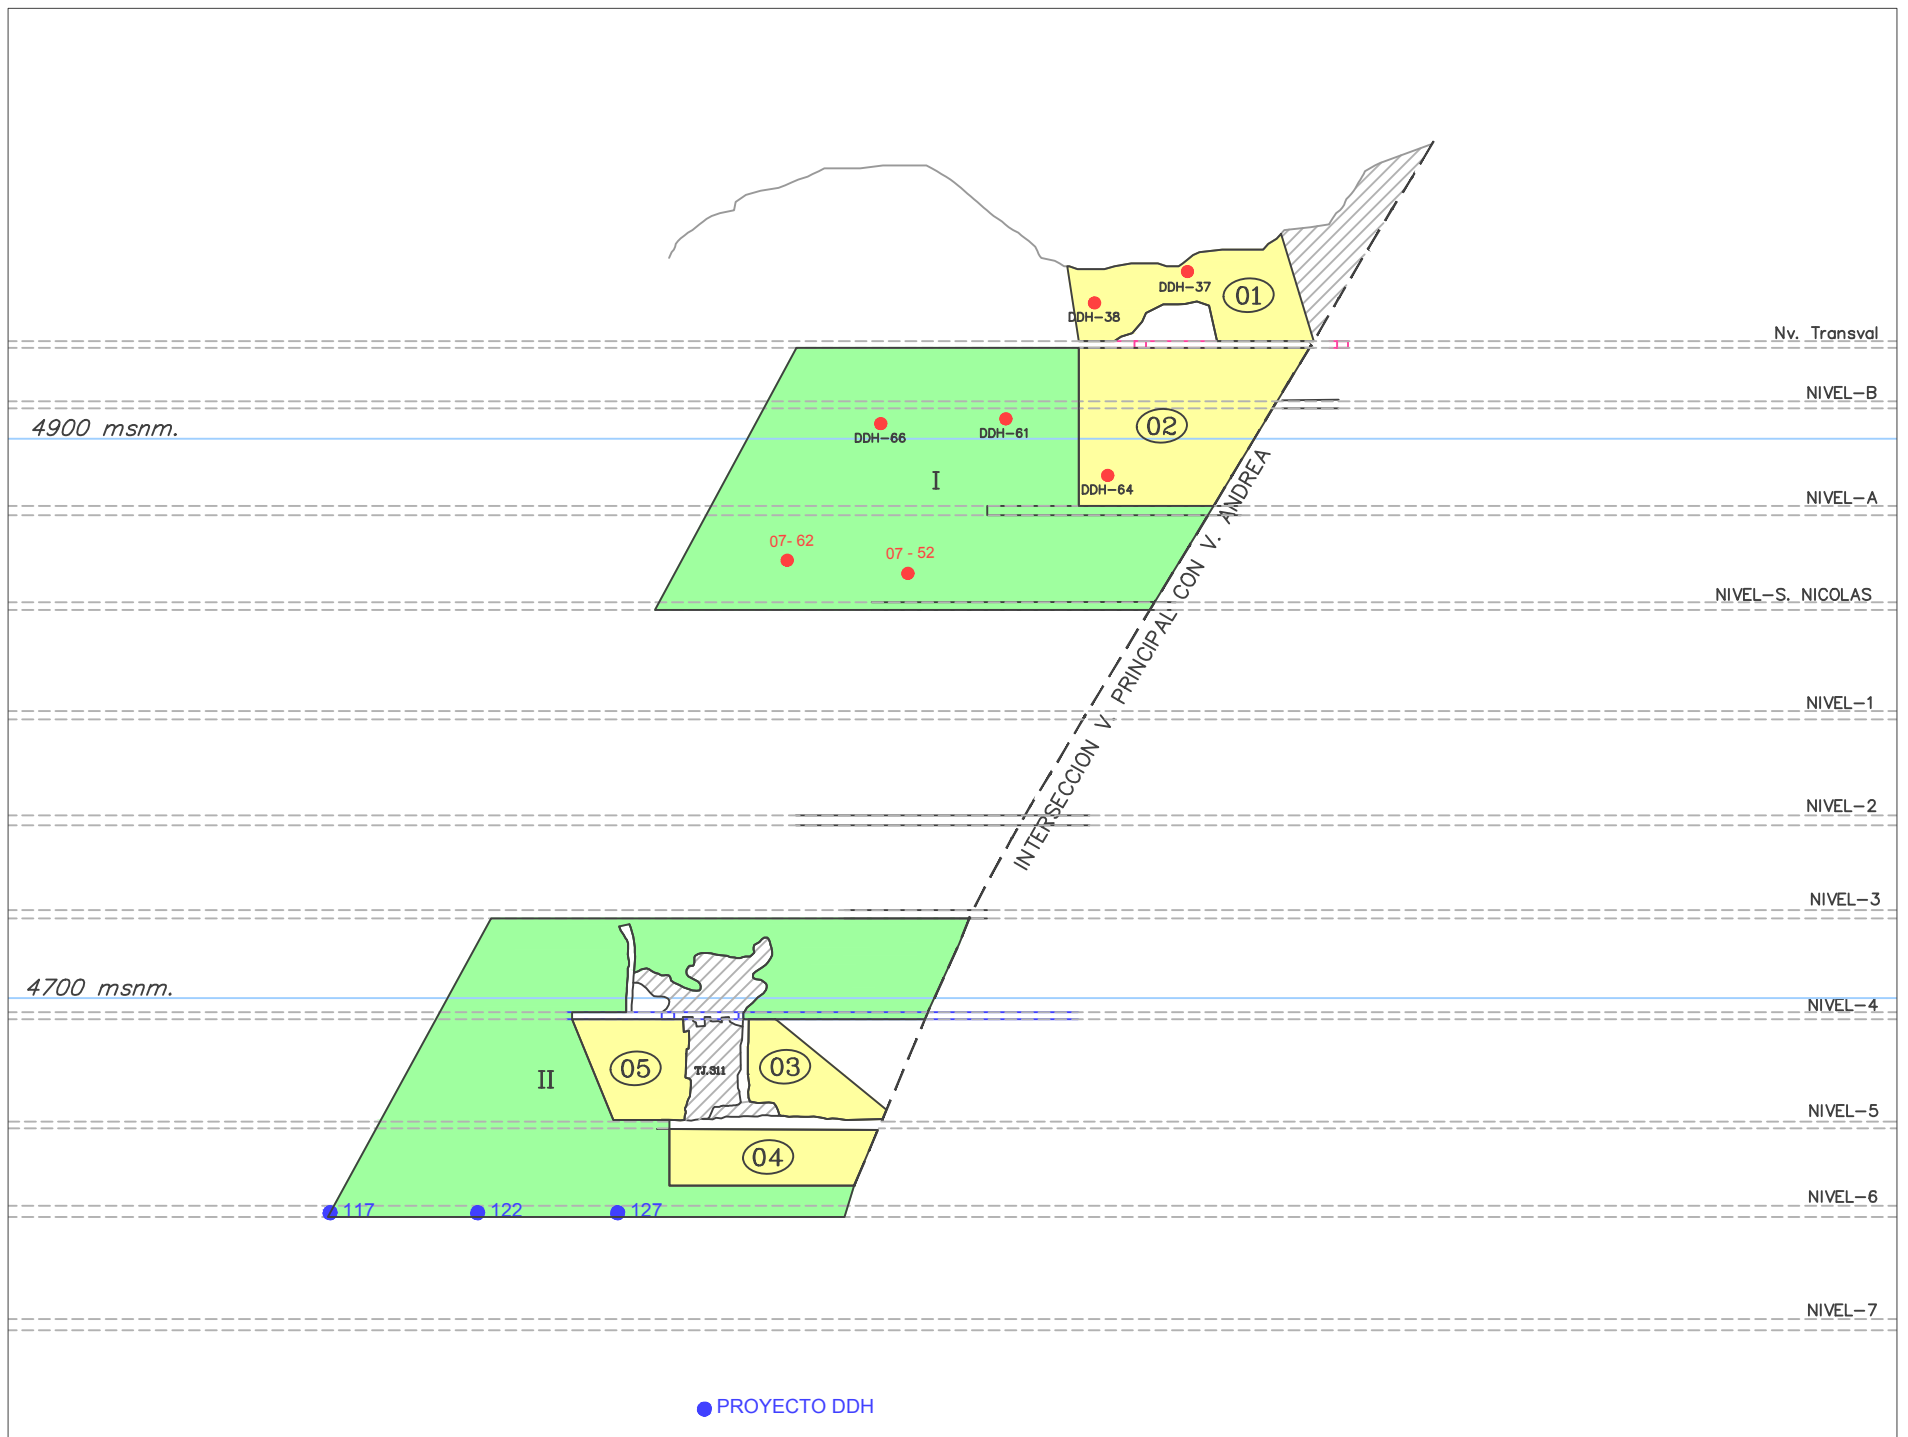 DDH-37
01
DDH-38
Nv. Transval
NIVEL-B
4900 msnm.
02
DDH-66
DDH-61
I
DDH-64
NIVEL-A
07- 62
07 - 52
NIVEL-S. NICOLAS
INTERSECCION V. PRINCIPAL CON V. ANDREA
NIVEL-1
NIVEL-2
NIVEL-3
4700 msnm.
NIVEL-4
05
TJ.S11
03
II
NIVEL-5
04
NIVEL-6
117
122
127
NIVEL-7
PROYECTO DDH